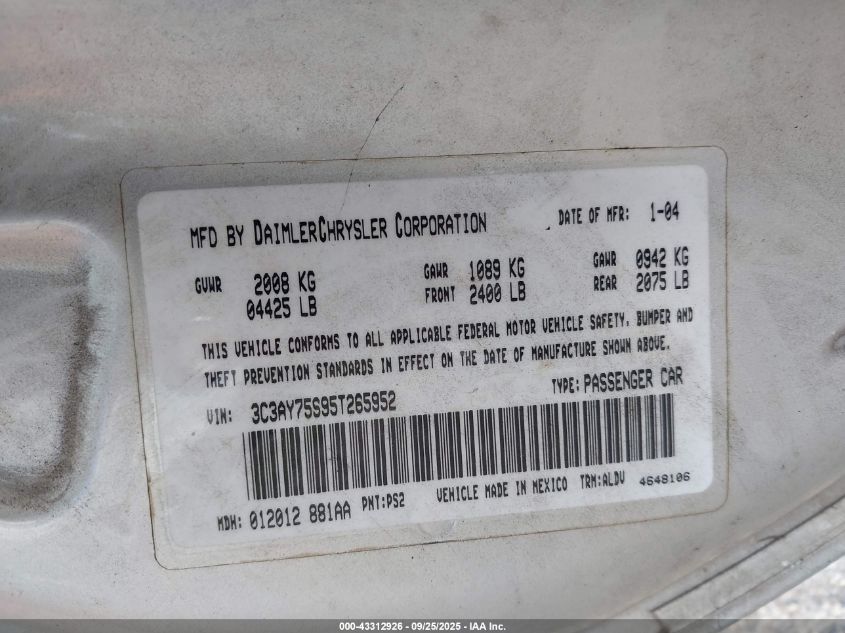 MFD BY DAIMLERCHRYSLER CORPORATION DATE OF MFR: 1-04
GVWR 2008 KG GAWR 1089 KG GAWR 0942 KG
04425 LB FRONT 2400 LB REAR 2075 LB
THIS VEHICLE CONFORMS TO ALL APPLICABLE FEDERAL MOTOR VEHICLE SAFETY, BUMPER AND
THEFT PREVENTION STANDARDS IN EFFECT ON THE DATE OF MANUFACTURE SHOWN ABOVE.
VIN: 3C3AY75S95T265952 TYPE: PASSENGER CAR
MDH: 012012 881AA PNT:PS2 VEHICLE MADE IN MEXICO TRM:ALDV 4648106
000-43312926 - 09/25/2025 - IAA Inc.